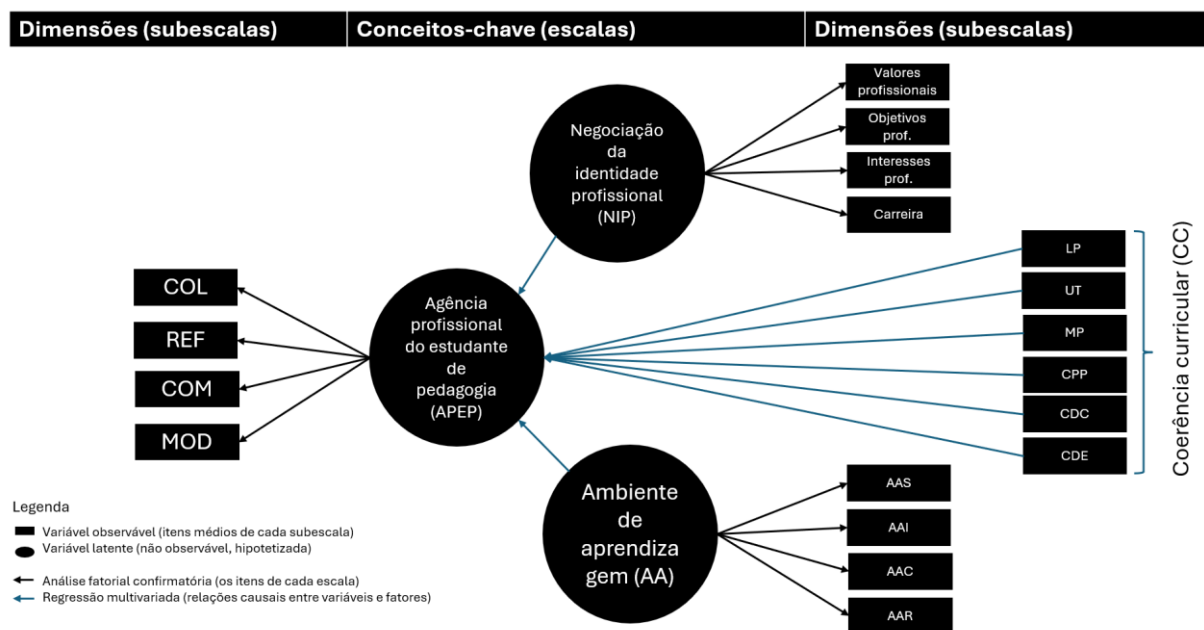 Dimensões (subescalas)
Conceitos-chave (escalas)
Dimensões (subescalas)
Negociação
da
identidade
profissional
(NIP)
Valores
profissionais
Objetivos
prof.
Interesses
prof.
Carreira
COL
REF
COM
MOD
Agência
profissional
do estudante
de
pedagogia
(APEP)
LP
UT
MP
CPP
CDC
CDE
Coerência curricular (CC)
Ambiente
de
aprendiza
gem (AA)
AAS
AAI
AAC
AAR
Legenda
Variável observável (itens médios de cada subescala)
Variável latente (não observável, hipotetizada)
Análise fatorial confirmatória (os itens de cada escala)
Regressão multivariada (relações causais entre variáveis e fatores)